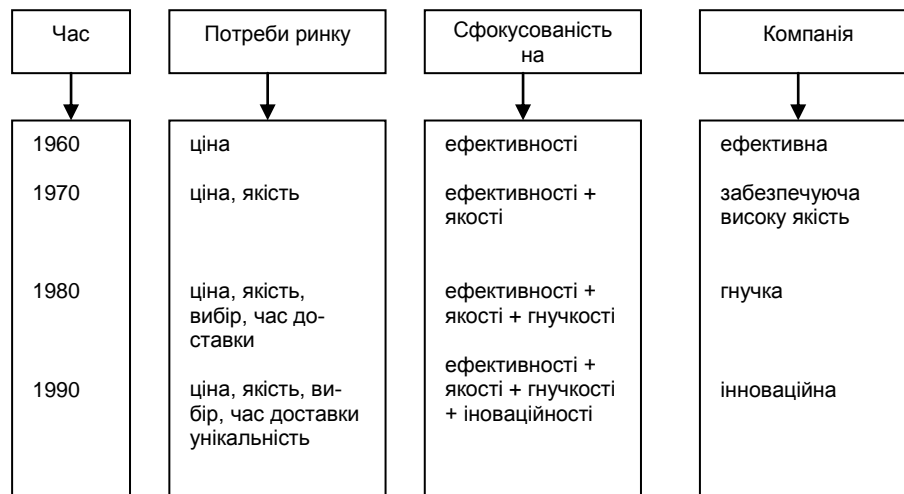 Час
Потреби ринку
Сфокусованість
на
Компанія
1960
ціна
ефективності
ефективна
1970
ціна, якість
ефективності +
якості
забезпечуюча
високу якість
1980
ціна, якість,
вибір, час до-
ставки
ефективності +
якості + гнучкості
гнучка
1990
ціна, якість, ви-
бір, час доставки
унікальність
ефективності +
якості + гнучкості
+ іноваційності
інноваційна